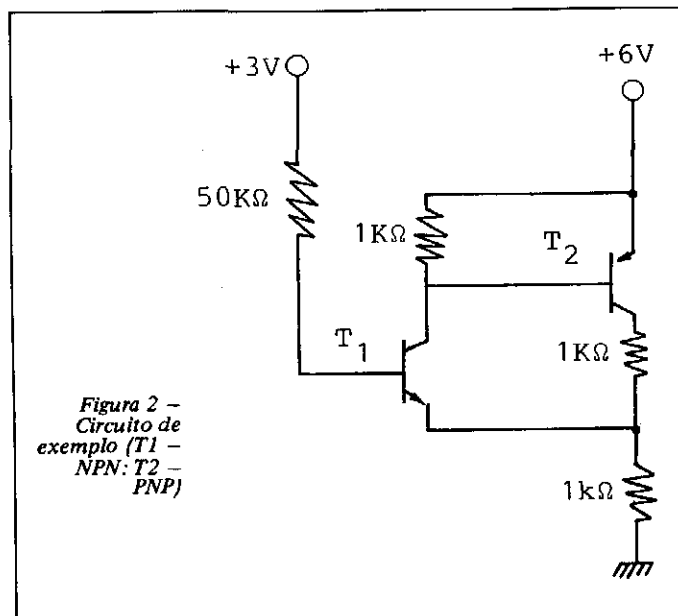 +3V
+6V
50KΩ
1KΩ
T2
T1
1KΩ
1kΩ
Figura 2 –
Circuito de
exemplo (T1 –
NPN: T2 –
PNP)